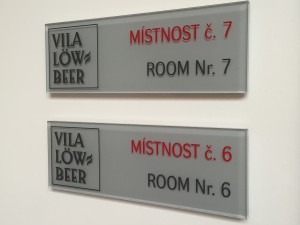 VILA
LÖW=
BEER
MÍSTNOST č. 7
ROOM Nr. 7
VILA
LÖW=
BEER
MÍSTNOST č. 6
ROOM Nr. 6